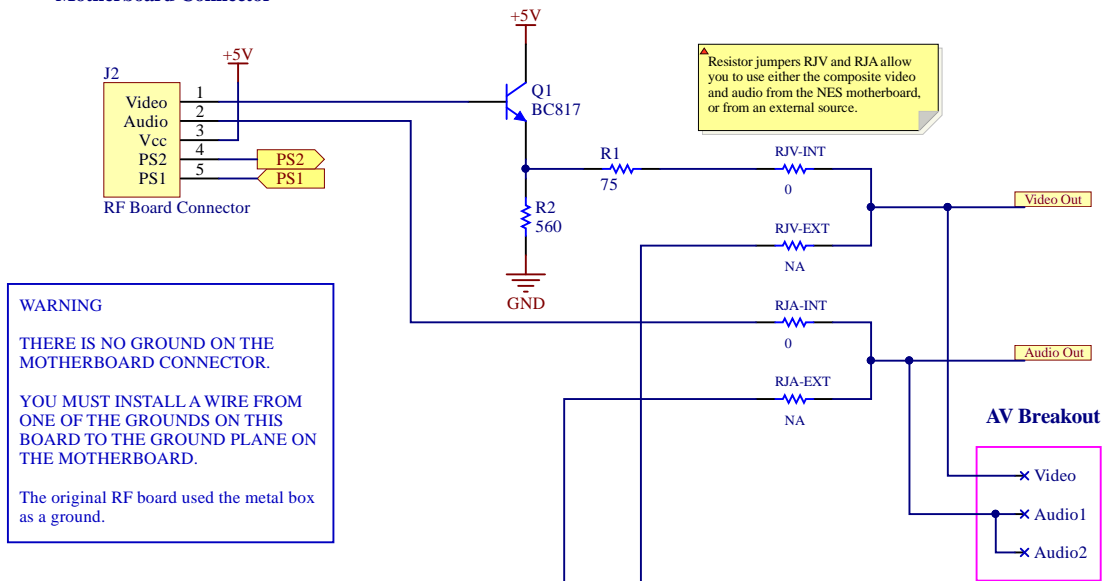 Motherboard Connector
+5V
+5V
J2
Video 1
Audio 2
Vcc 3
PS2 4 PS2
PS1 5 PS1
RF Board Connector
Q1
BC817
R1
75
R2
560
GND
Resistor jumpers RJV and RJA allow
you to use either the composite video
and audio from the NES motherboard,
or from an external source.
RJV-INT
0
Video Out
RJV-EXT
NA
RJA-INT
0
Audio Out
RJA-EXT
NA
WARNING
THERE IS NO GROUND ON THE
MOTHERBOARD CONNECTOR.
YOU MUST INSTALL A WIRE FROM
ONE OF THE GROUNDS ON THIS
BOARD TO THE GROUND PLANE ON
THE MOTHERBOARD.
The original RF board used the metal box
as a ground.
AV Breakout
Video
Audio1
Audio2